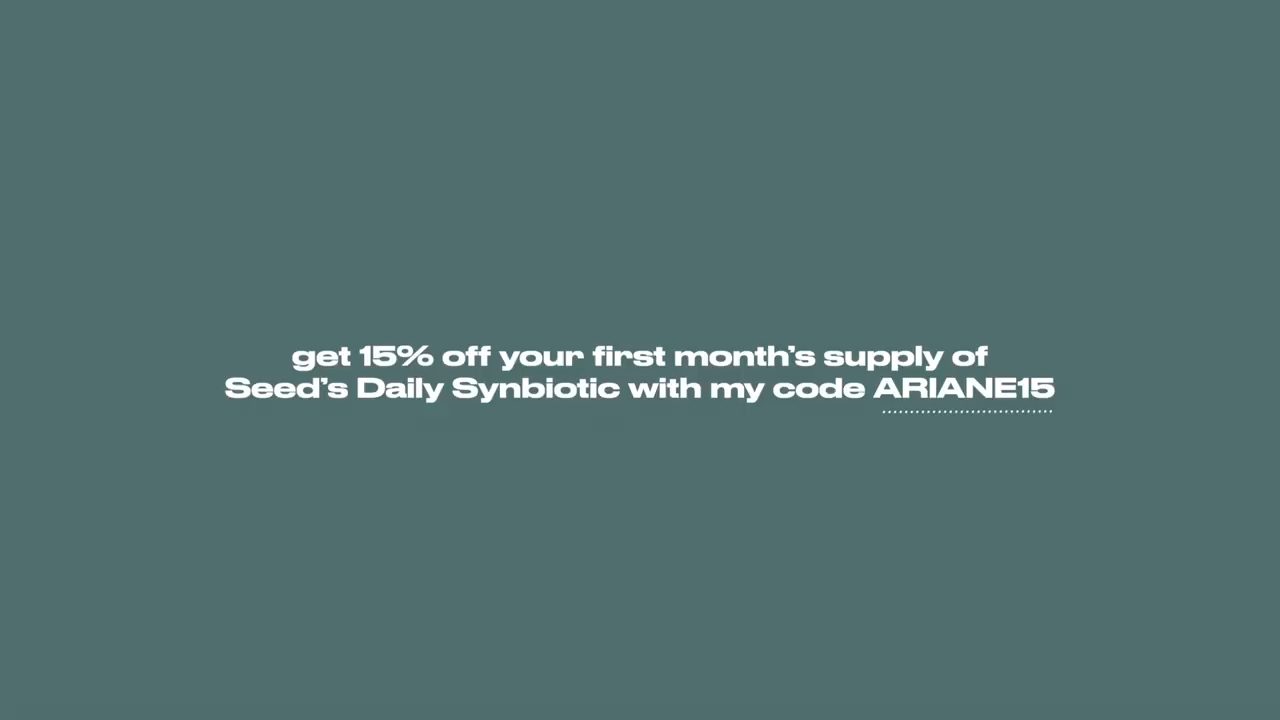 get 15% off your first month's supply of
Seed's Daily Synbiotic with my code ARIANE15